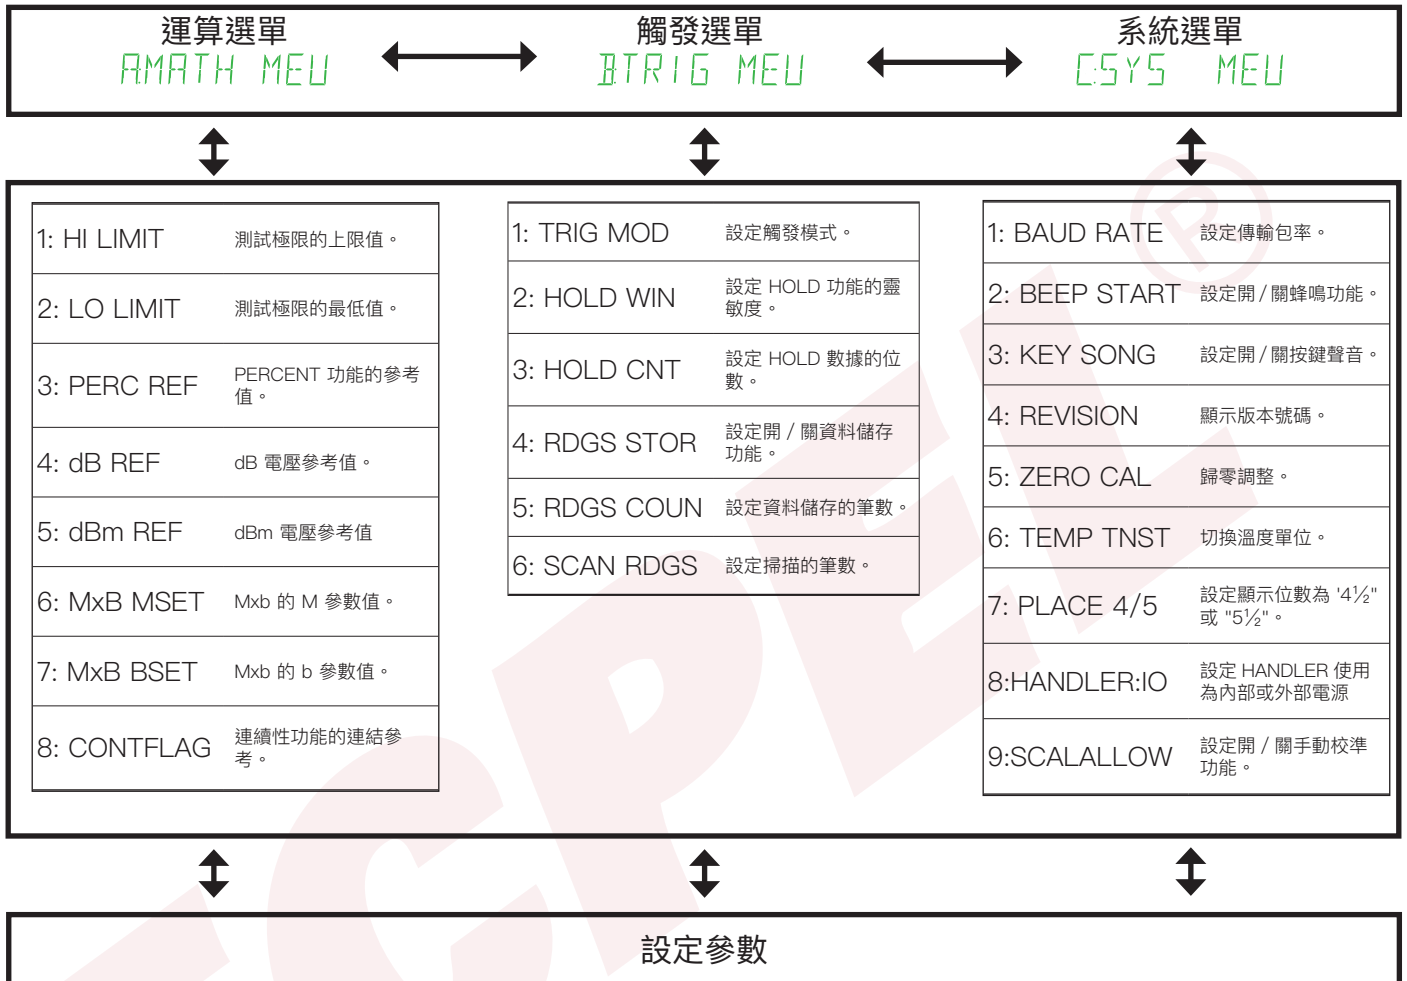 運算選單
A:MATH MEU
觸發選單
B:TRIG MEU
系統選單
C:SYS MEU
1: HI LIMIT 測試極限的上限值。
2: LO LIMIT 測試極限的最低值。
3: PERC REF PERCENT 功能的參考
值。
4: dB REF dB 電壓參考值。
5: dBm REF dBm 電壓參考值
6: MxB MSET Mxb 的 M 參數值。
7: MxB BSET Mxb 的 b 參數值。
8: CONTFLAG 連續性功能的連結參
考。
1: TRIG MOD 設定觸發模式。
2: HOLD WIN 設定 HOLD 功能的靈
敏度。
3: HOLD CNT 設定 HOLD 數據的位
數。
4: RDGS STOR 設定開 / 關資料儲存
功能。
5: RDGS COUN 設定資料儲存的筆數。
6: SCAN RDGS 設定掃描的筆數。
1: BAUD RATE 設定傳輸包率。
2: BEEP START 設定開 / 關蜂鳴功能。
3: KEY SONG 設定開 / 關按鍵聲音。
4: REVISION 顯示版本號碼。
5: ZERO CAL 歸零調整。
6: TEMP TNST 切換溫度單位。
7: PLACE 4/5 設定顯示位數為 '4½"
或 "5½"。
8:HANDLER:IO 設定 HANDLER 使用
為內部或外部電源
9:SCALALLOW 設定開 / 關手動校準
功能。
設定參數
CPEL®